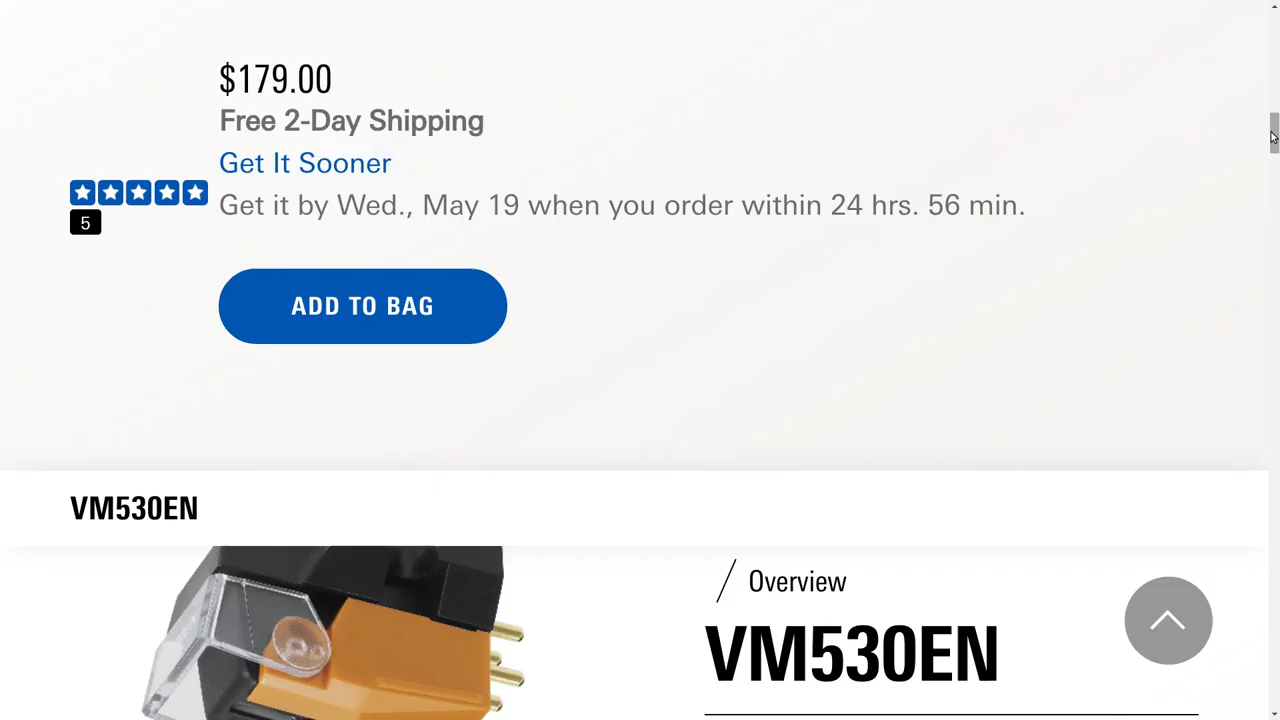 $179.00
Free 2-Day Shipping
Get It Sooner
Get it by Wed., May 19 when you order within 24 hrs. 56 min.
5
ADD TO BAG
VM530EN
Overview
VM530EN